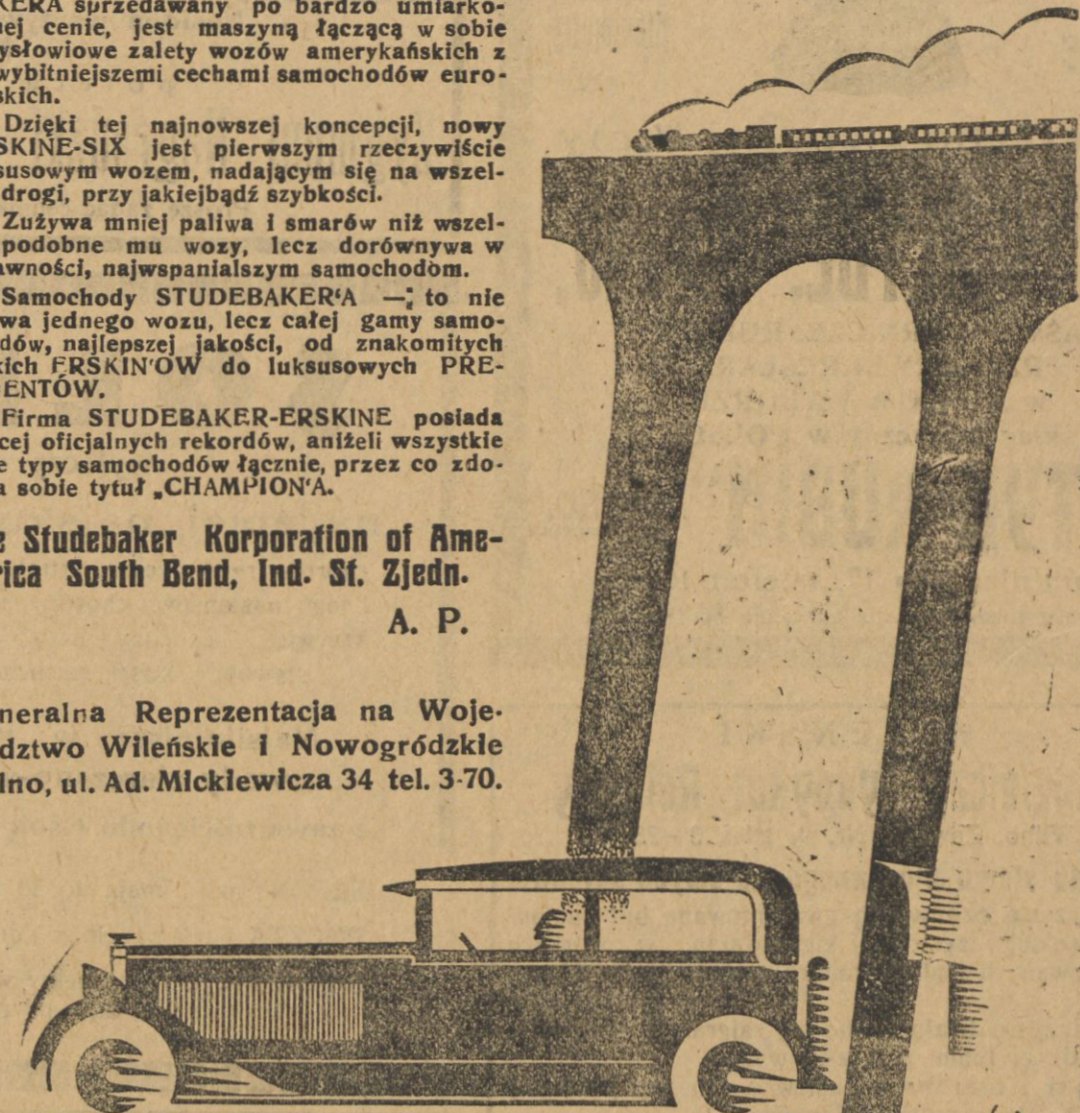 KERA sprzedawany po bardzo umiarko-
ej cenie, jest maszyną łączącą w sobie
ysłowiowe zalety wozów amerykańskich z
wybitniejszemi cechami samochodów euro-
skich.
Dzięki tej najnowszej koncepcji, nowy
SKINE-SIX jest pierwszym rzeczywiście
susowym wozem, nadającym się na wszel-
drogi, przy jakiejbądź szybkości.
Zużywa mniej paliwa i smarów niż wszel-
podobne mu wozy, lecz dorównywa w
awności, najwspanialszym samochodom.
Samochody STUDEBAKER'A — to nie
wa jednego wozu, lecz całej gamy samo-
dów, najlepszej jakości, od znakomitych
kich ERSKIN'OW do luksusowych PRE-
ENTÓW.
Firma STUDEBAKER-ERSKINE posiada
cej oficjalnych rekordów, aniżeli wszystkie
e typy samochodów łącznie, przez co zdo-
a sobie tytuł „CHAMPION'A.
e Studebaker Korporation of Ame-
rica South Bend, Ind. St. Zjedn.
A. P.
neralna Reprezentacja na Woje-
dztwo Wileńskie i Nowogródzkie
lno, ul. Ad. Mickiewicza 34 tel. 3-70.